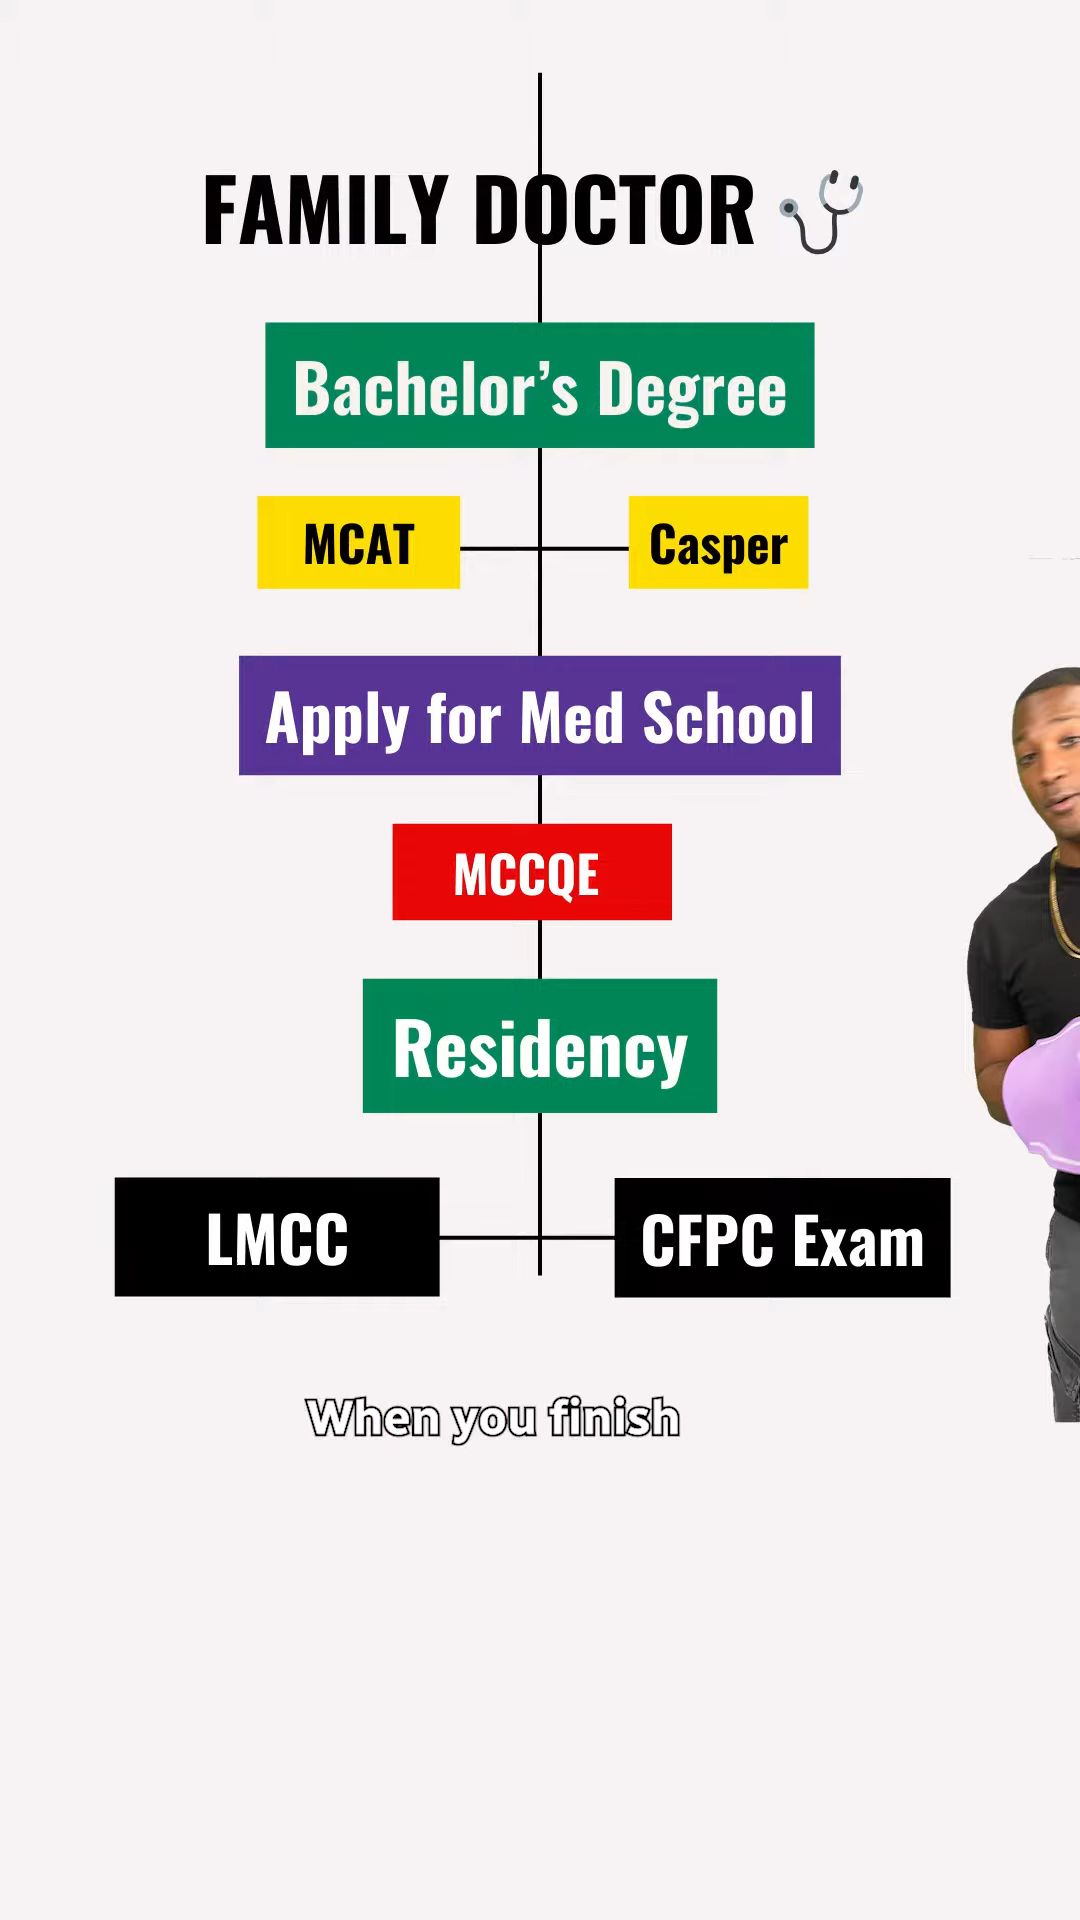 FAMILY DOCTOR
Bachelor’s Degree
MCAT
Casper
Apply for Med School
MCCQE
Residency
LMCC
CFPC Exam
When you finish